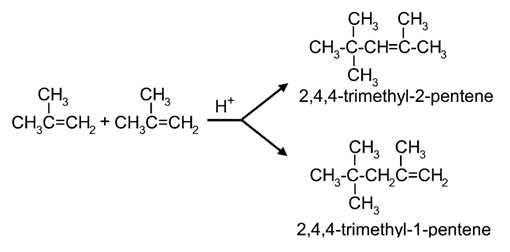 CH₃ CH₃
CH₃-C-CH=C-CH₃
CH₃
2,4,4-trimethyl-2-pentene
CH₃ CH₃
CH₃C=CH₂ + CH₃C=CH₂
H⁺
CH₃ CH₃
CH₃-C-CH₂C=CH₂
CH₃
2,4,4-trimethyl-1-pentene